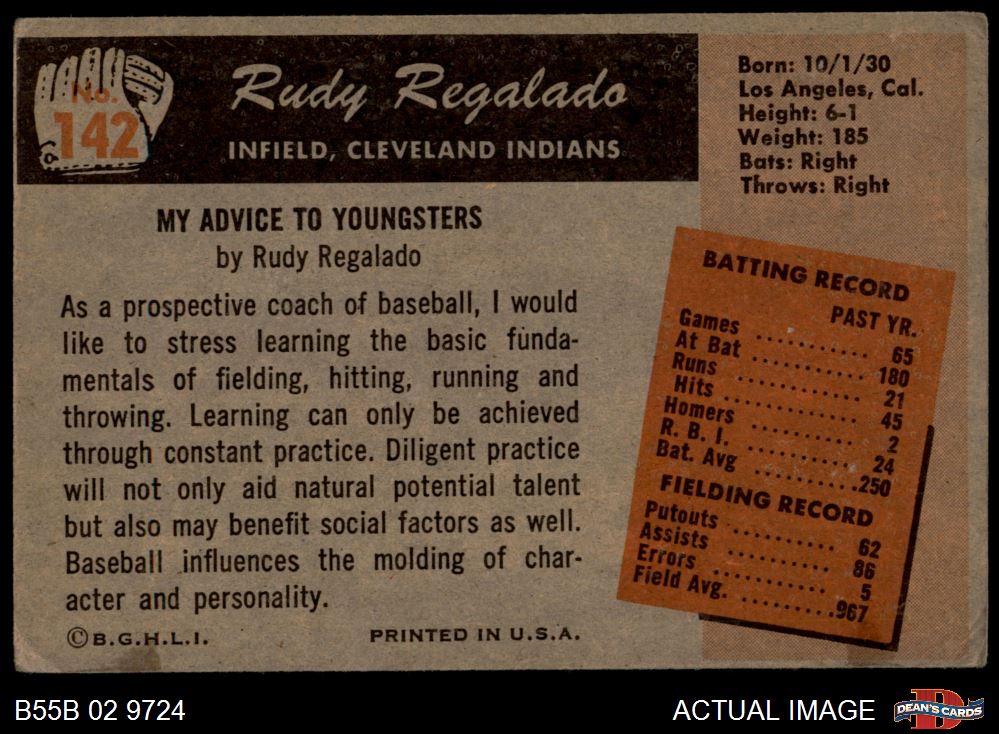 No.
142
Rudy Regalado
INFIELD, CLEVELAND INDIANS
Born: 10/1/30
Los Angeles, Cal.
Height: 6-1
Weight: 185
Bats: Right
Throws: Right
MY ADVICE TO YOUNGSTERS
by Rudy Regalado
As a prospective coach of baseball, I would
like to stress learning the basic funda-
mentals of fielding, hitting, running and
throwing. Learning can only be achieved
through constant practice. Diligent practice
will not only aid natural potential talent
but also may benefit social factors as well.
Baseball influences the molding of char-
acter and personality.
©B.G.H.L.I.
PRINTED IN U.S.A.
BATTING RECORD
PAST YR.
Games .......... 65
At Bat .......... 180
Runs .......... 21
Hits .......... 45
Homers .......... 2
R. B. I. .......... 24
Bat. Avg ..........250
FIELDING RECORD
Putouts .......... 62
Assists .......... 86
Errors .......... 5
Field Avg. ..........967
B55B 02 9724
ACTUAL IMAGE
DEAN'S CARDS